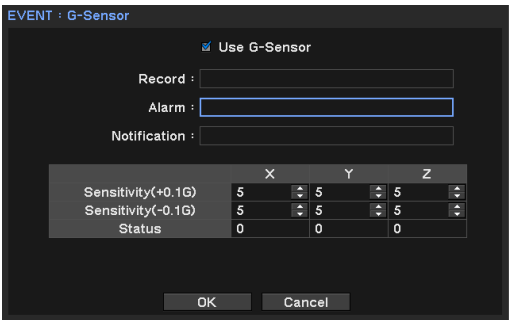 EVENT : G-Sensor
Use G-Sensor
Record :
Alarm :
Notification :
X Y Z
Sensitivity(+0.1G) 5 5 5
Sensitivity(-0.1G) 5 5 5
Status 0 0 0
OK Cancel